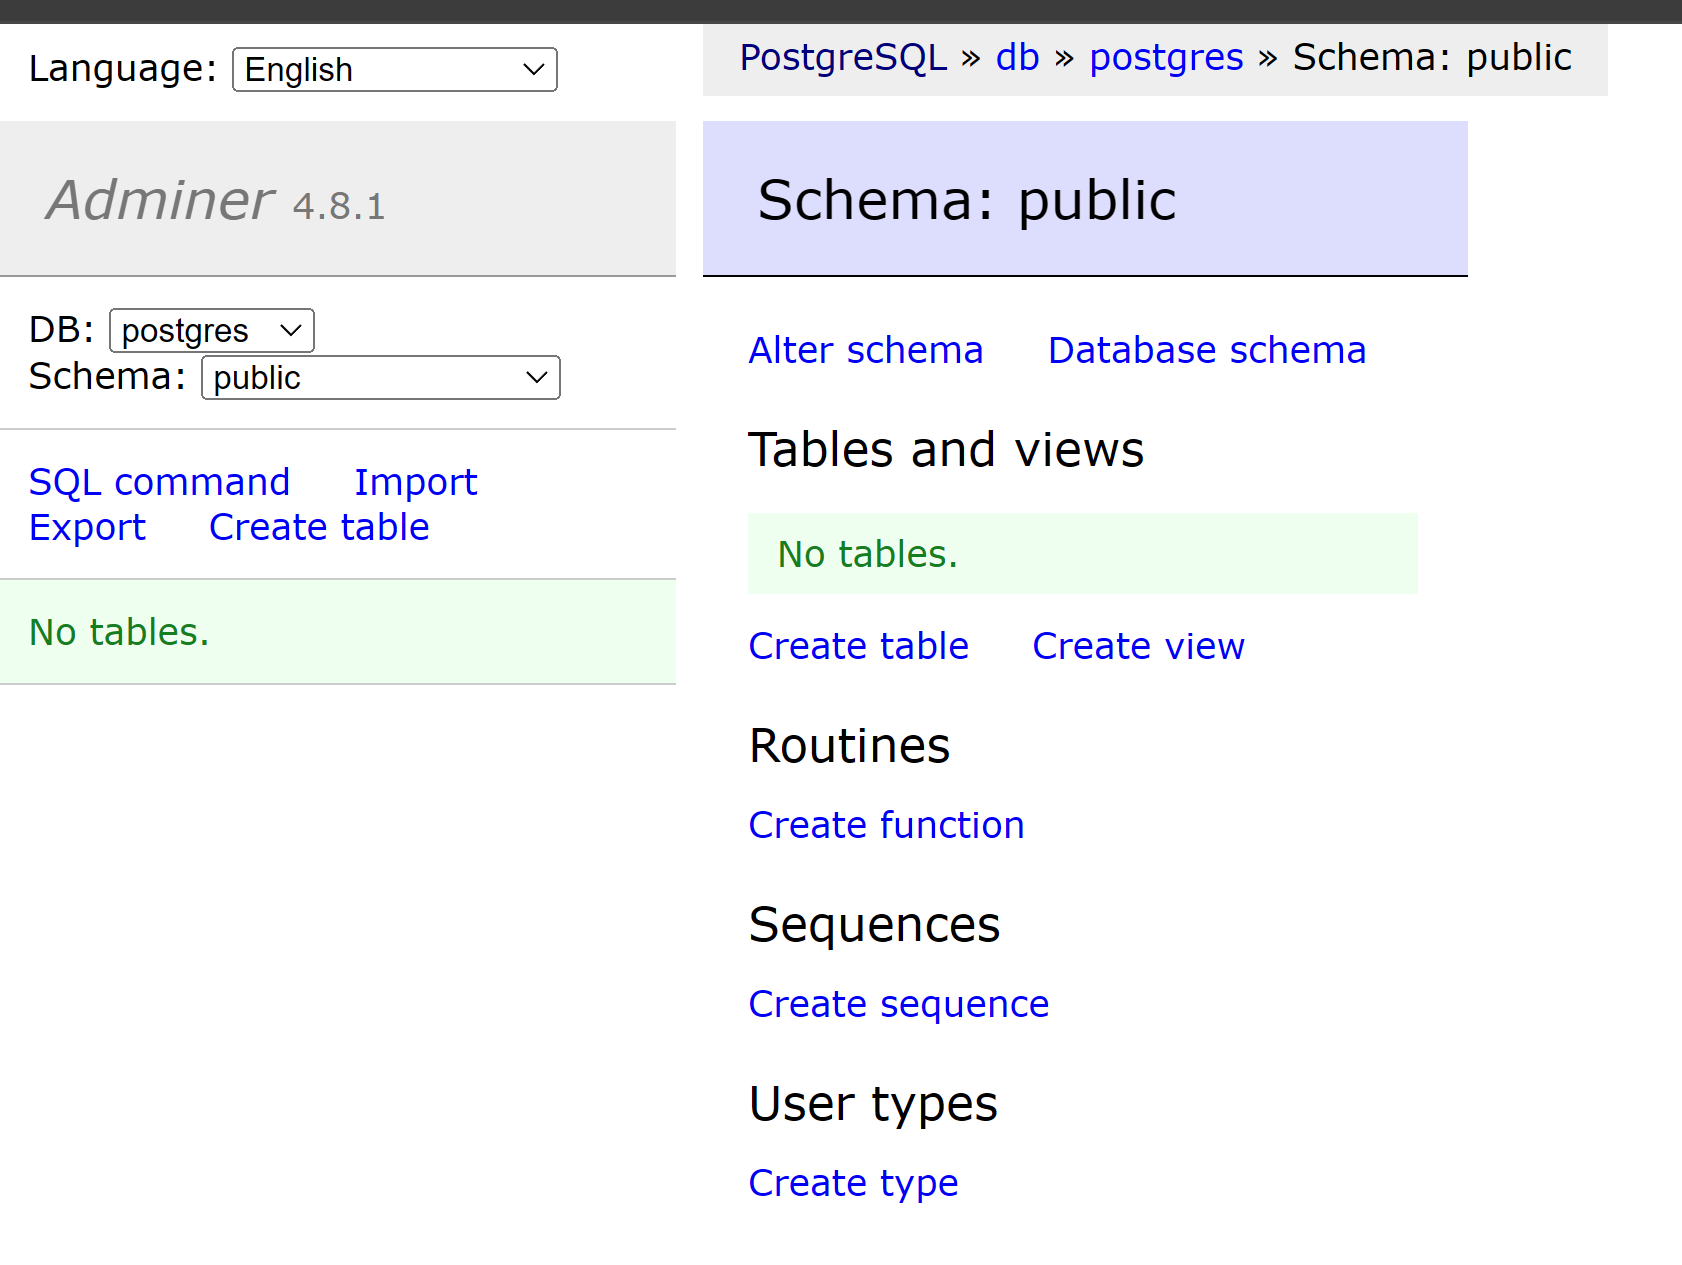 Language: English
Adminer 4.8.1
DB: postgres
Schema: public
SQL command Import
Export Create table
No tables.
PostgreSQL » db » postgres » Schema: public
Schema: public
Alter schema Database schema
Tables and views
No tables.
Create table Create view
Routines
Create function
Sequences
Create sequence
User types
Create type